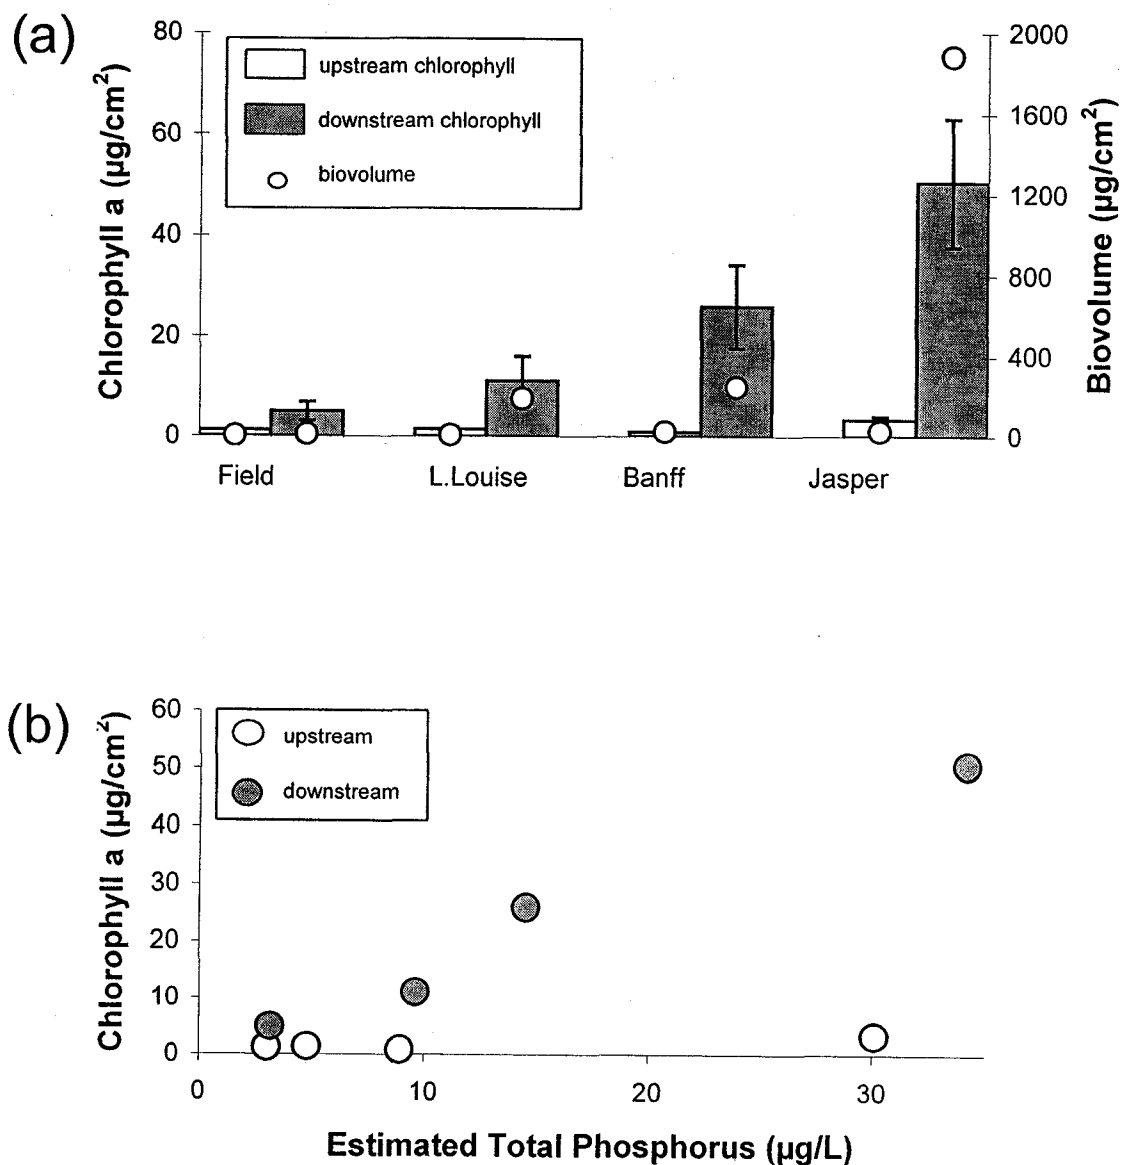 (a)
Chlorophyll a (µg/cm²)
80
60
40
20
0
upstream chlorophyll
downstream chlorophyll
biovolume
2000
1600
1200
800
400
0
Biovolume (µg/cm²)
Field L.Louise Banff Jasper
(b)
Chlorophyll a (µg/cm²)
60
50
40
30
20
10
0
upstream
downstream
0 10 20 30
Estimated Total Phosphorus (µg/L)